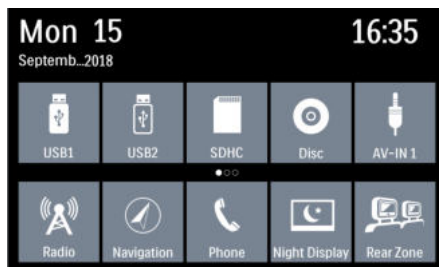 Mon 15 16:35
Septemb...2018
USB1 USB2 SDHC Disc AV-IN 1
Radio Navigation Phone Night Display Rear Zone